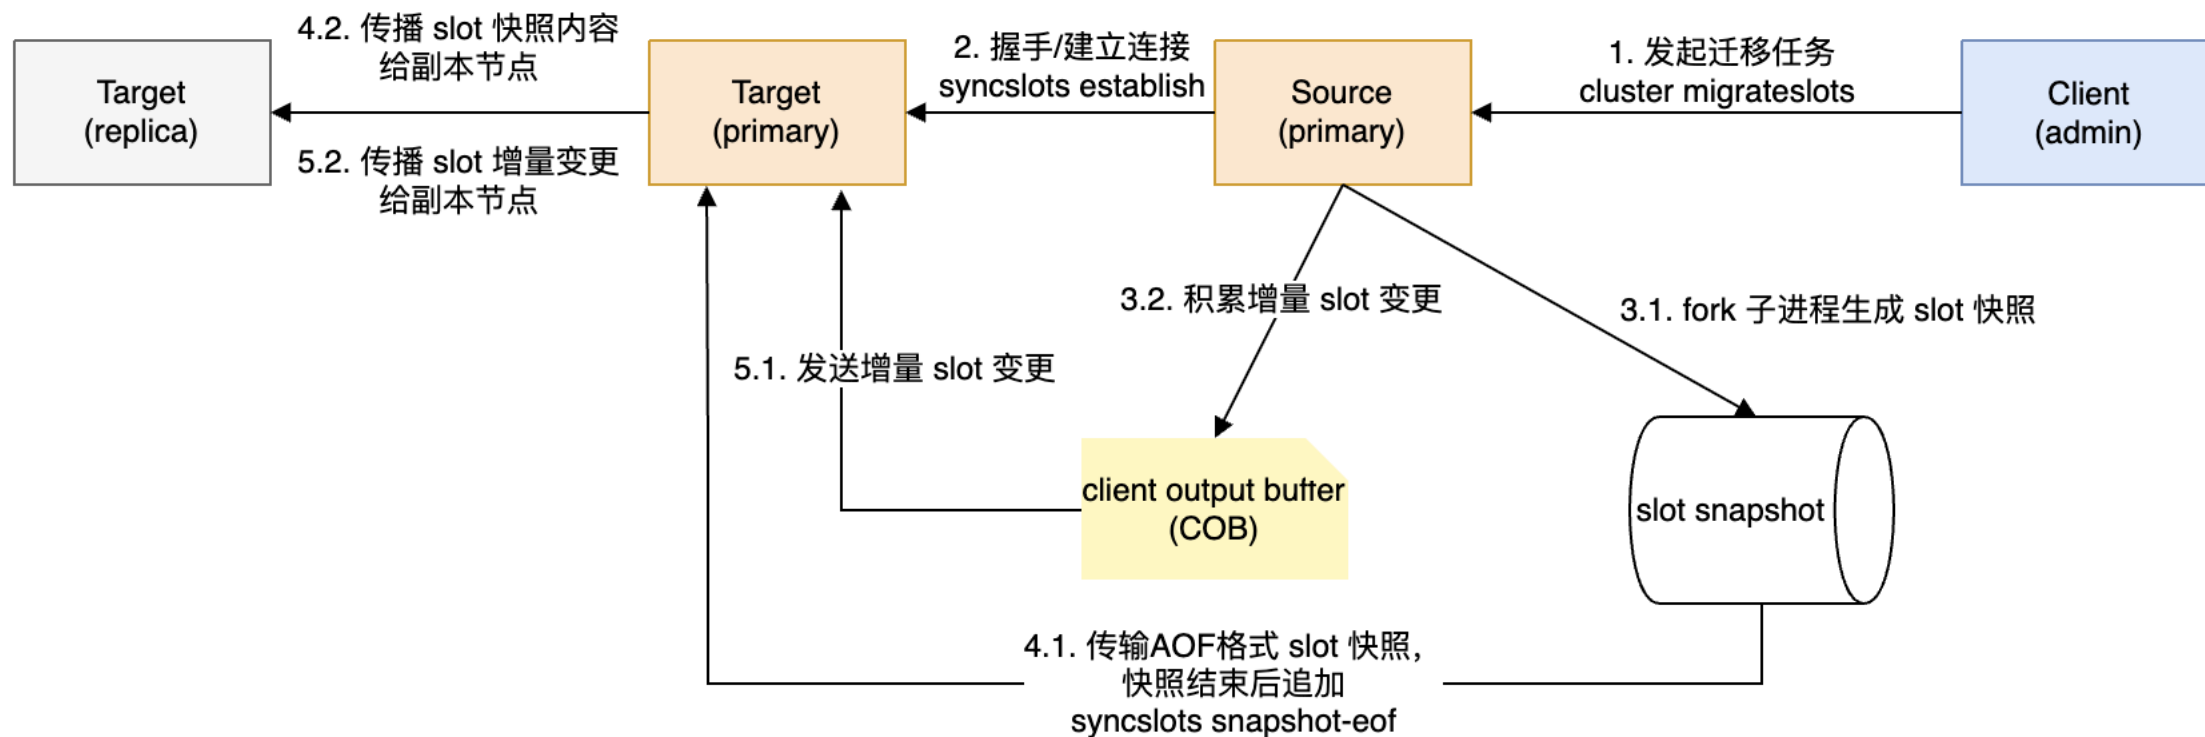 4.2. 传播 slot 快照内容
给副本节点
Target
(replica)
5.2. 传播 slot 增量变更
给副本节点
Target
(primary)
2. 握手/建立连接
syncslots establish
Source
(primary)
1. 发起迁移任务
cluster migrateslots
Client
(admin)
3.2. 积累增量 slot 变更
3.1. fork 子进程生成 slot 快照
5.1. 发送增量 slot 变更
client output buffer
(COB)
slot snapshot
4.1. 传输AOF格式 slot 快照，
快照结束后追加
syncslots snapshot-eof